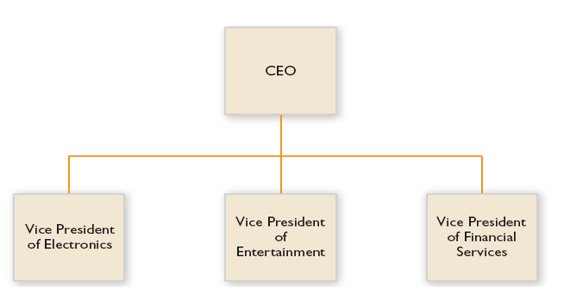 CEO
Vice President
of Electronics
Vice President
of
Entertainment
Vice President
of Financial
Services